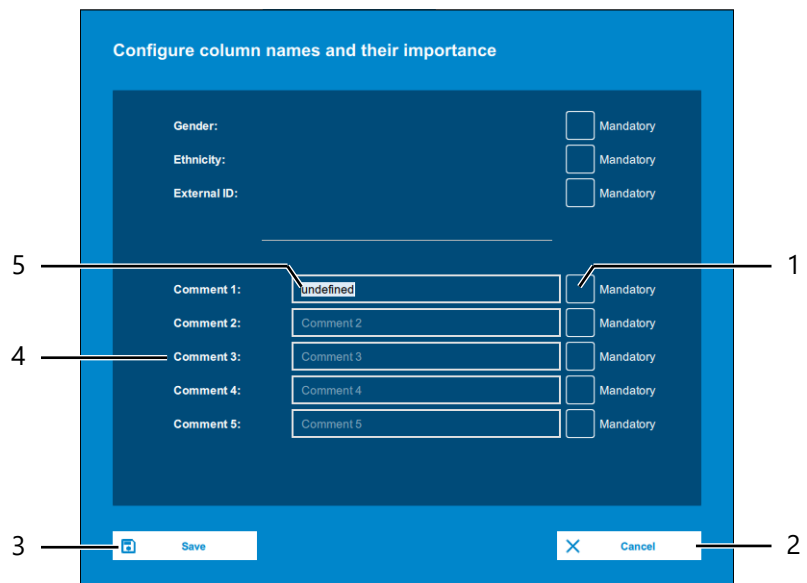 Configure column names and their importance
Gender: Mandatory
Ethnicity: Mandatory
External ID: Mandatory
5 1
Comment 1: undefined Mandatory
Comment 2: Comment 2 Mandatory
4 Comment 3: Comment 3 Mandatory
Comment 4: Comment 4 Mandatory
Comment 5: Comment 5 Mandatory
3 Save Cancel 2